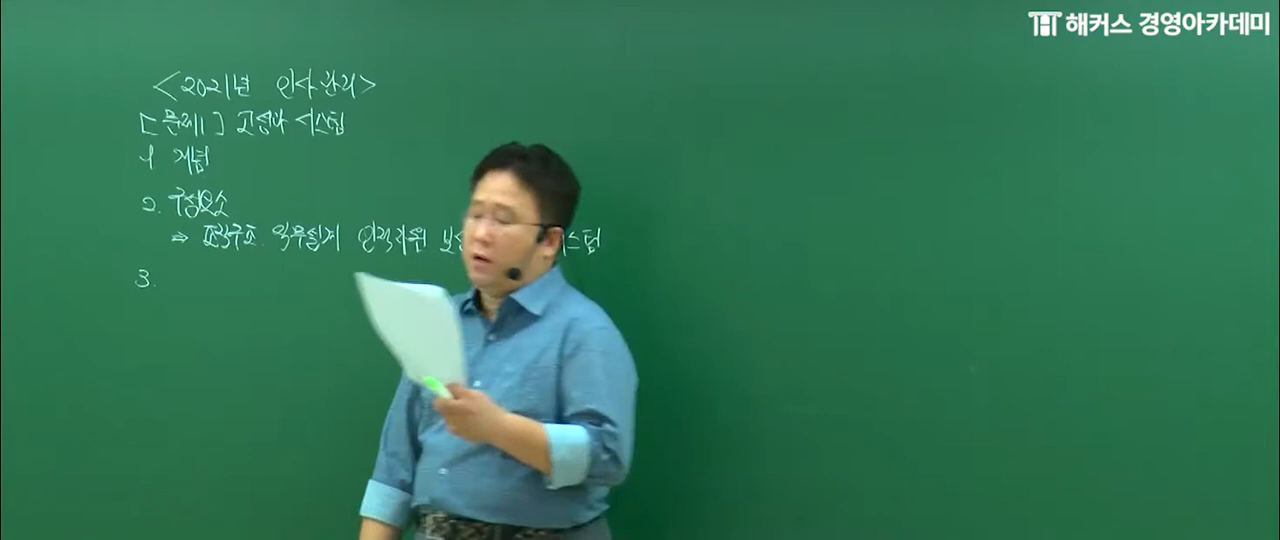 해커스 경영아카데미
<2021년 인사관리>
[문제1] 고성과 시스템
1. 개념
2. 구성요소
⇒ 조직구조. 직무설계 인적자원 보 스템
3.